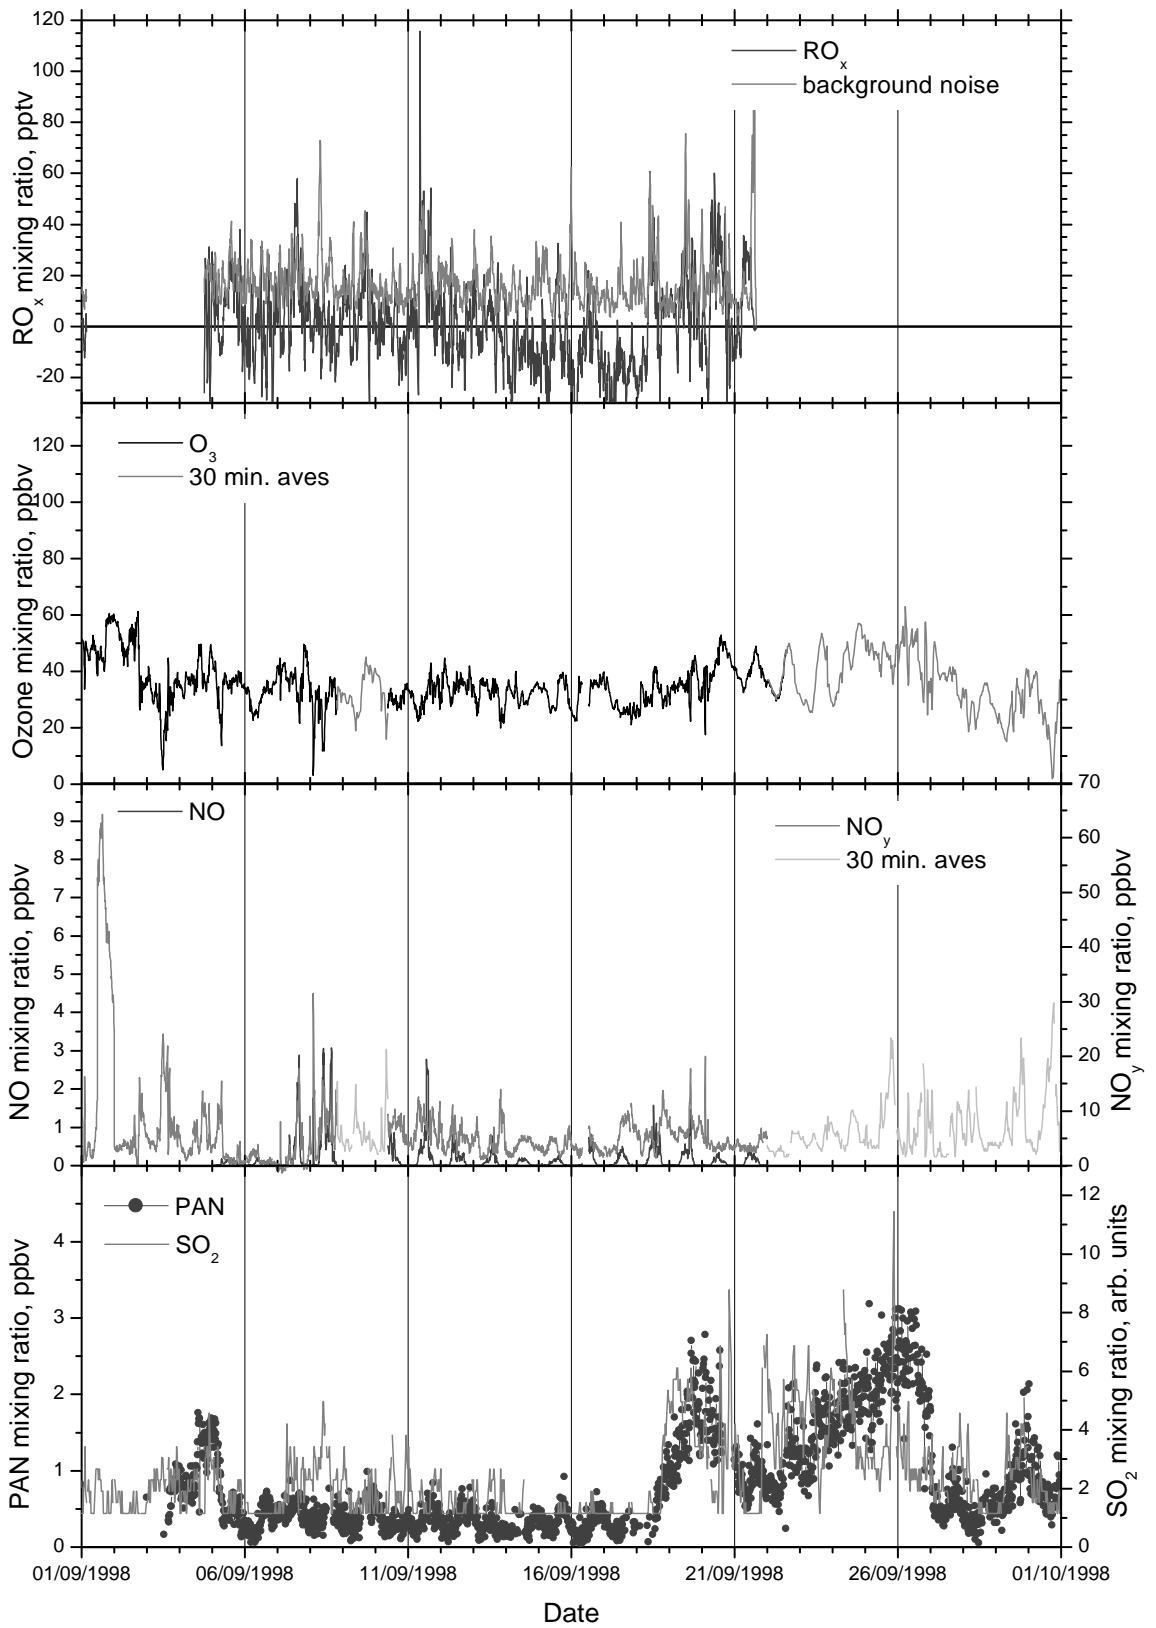 120
100
80
60
40
20
0
-20
ROx mixing ratio, pptv
ROx
background noise
120
100
80
60
40
20
0
Ozone mixing ratio, ppbv
O3
30 min. aves
9
8
7
6
5
4
3
2
1
0
NO mixing ratio, ppbv
NO
NOy
30 min. aves
70
60
50
40
30
20
10
0
NOy mixing ratio, ppbv
4
3
2
1
0
PAN mixing ratio, ppbv
PAN
SO2
12
10
8
6
4
2
0
SO2 mixing ratio, arb. units
01/09/1998 06/09/1998 11/09/1998 16/09/1998 21/09/1998 26/09/1998 01/10/1998
Date